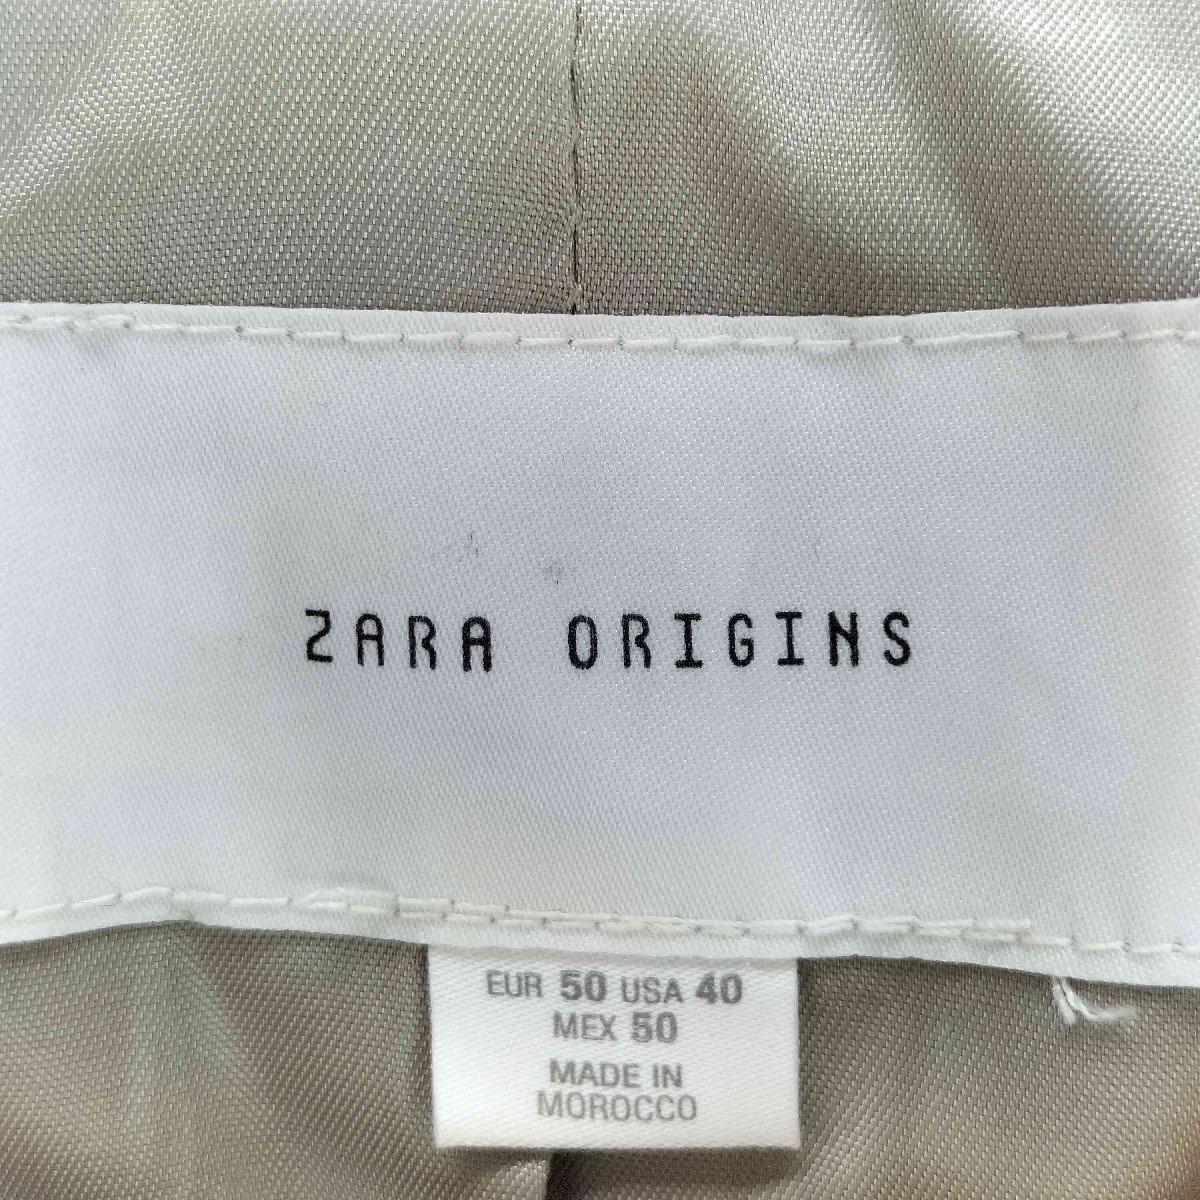 ZARA ORIGINS
EUR 50 USA 40
MEX 50
MADE IN
MOROCCO